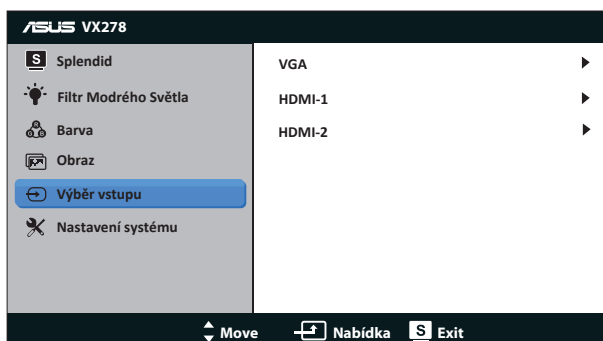 ASUS VX278
S Splendid
Filtr Modrého Světla
R G B Barva
Obraz
Výběr vstupu
Nastavení systému
VGA
HDMI-1
HDMI-2
Move Nabídka S Exit